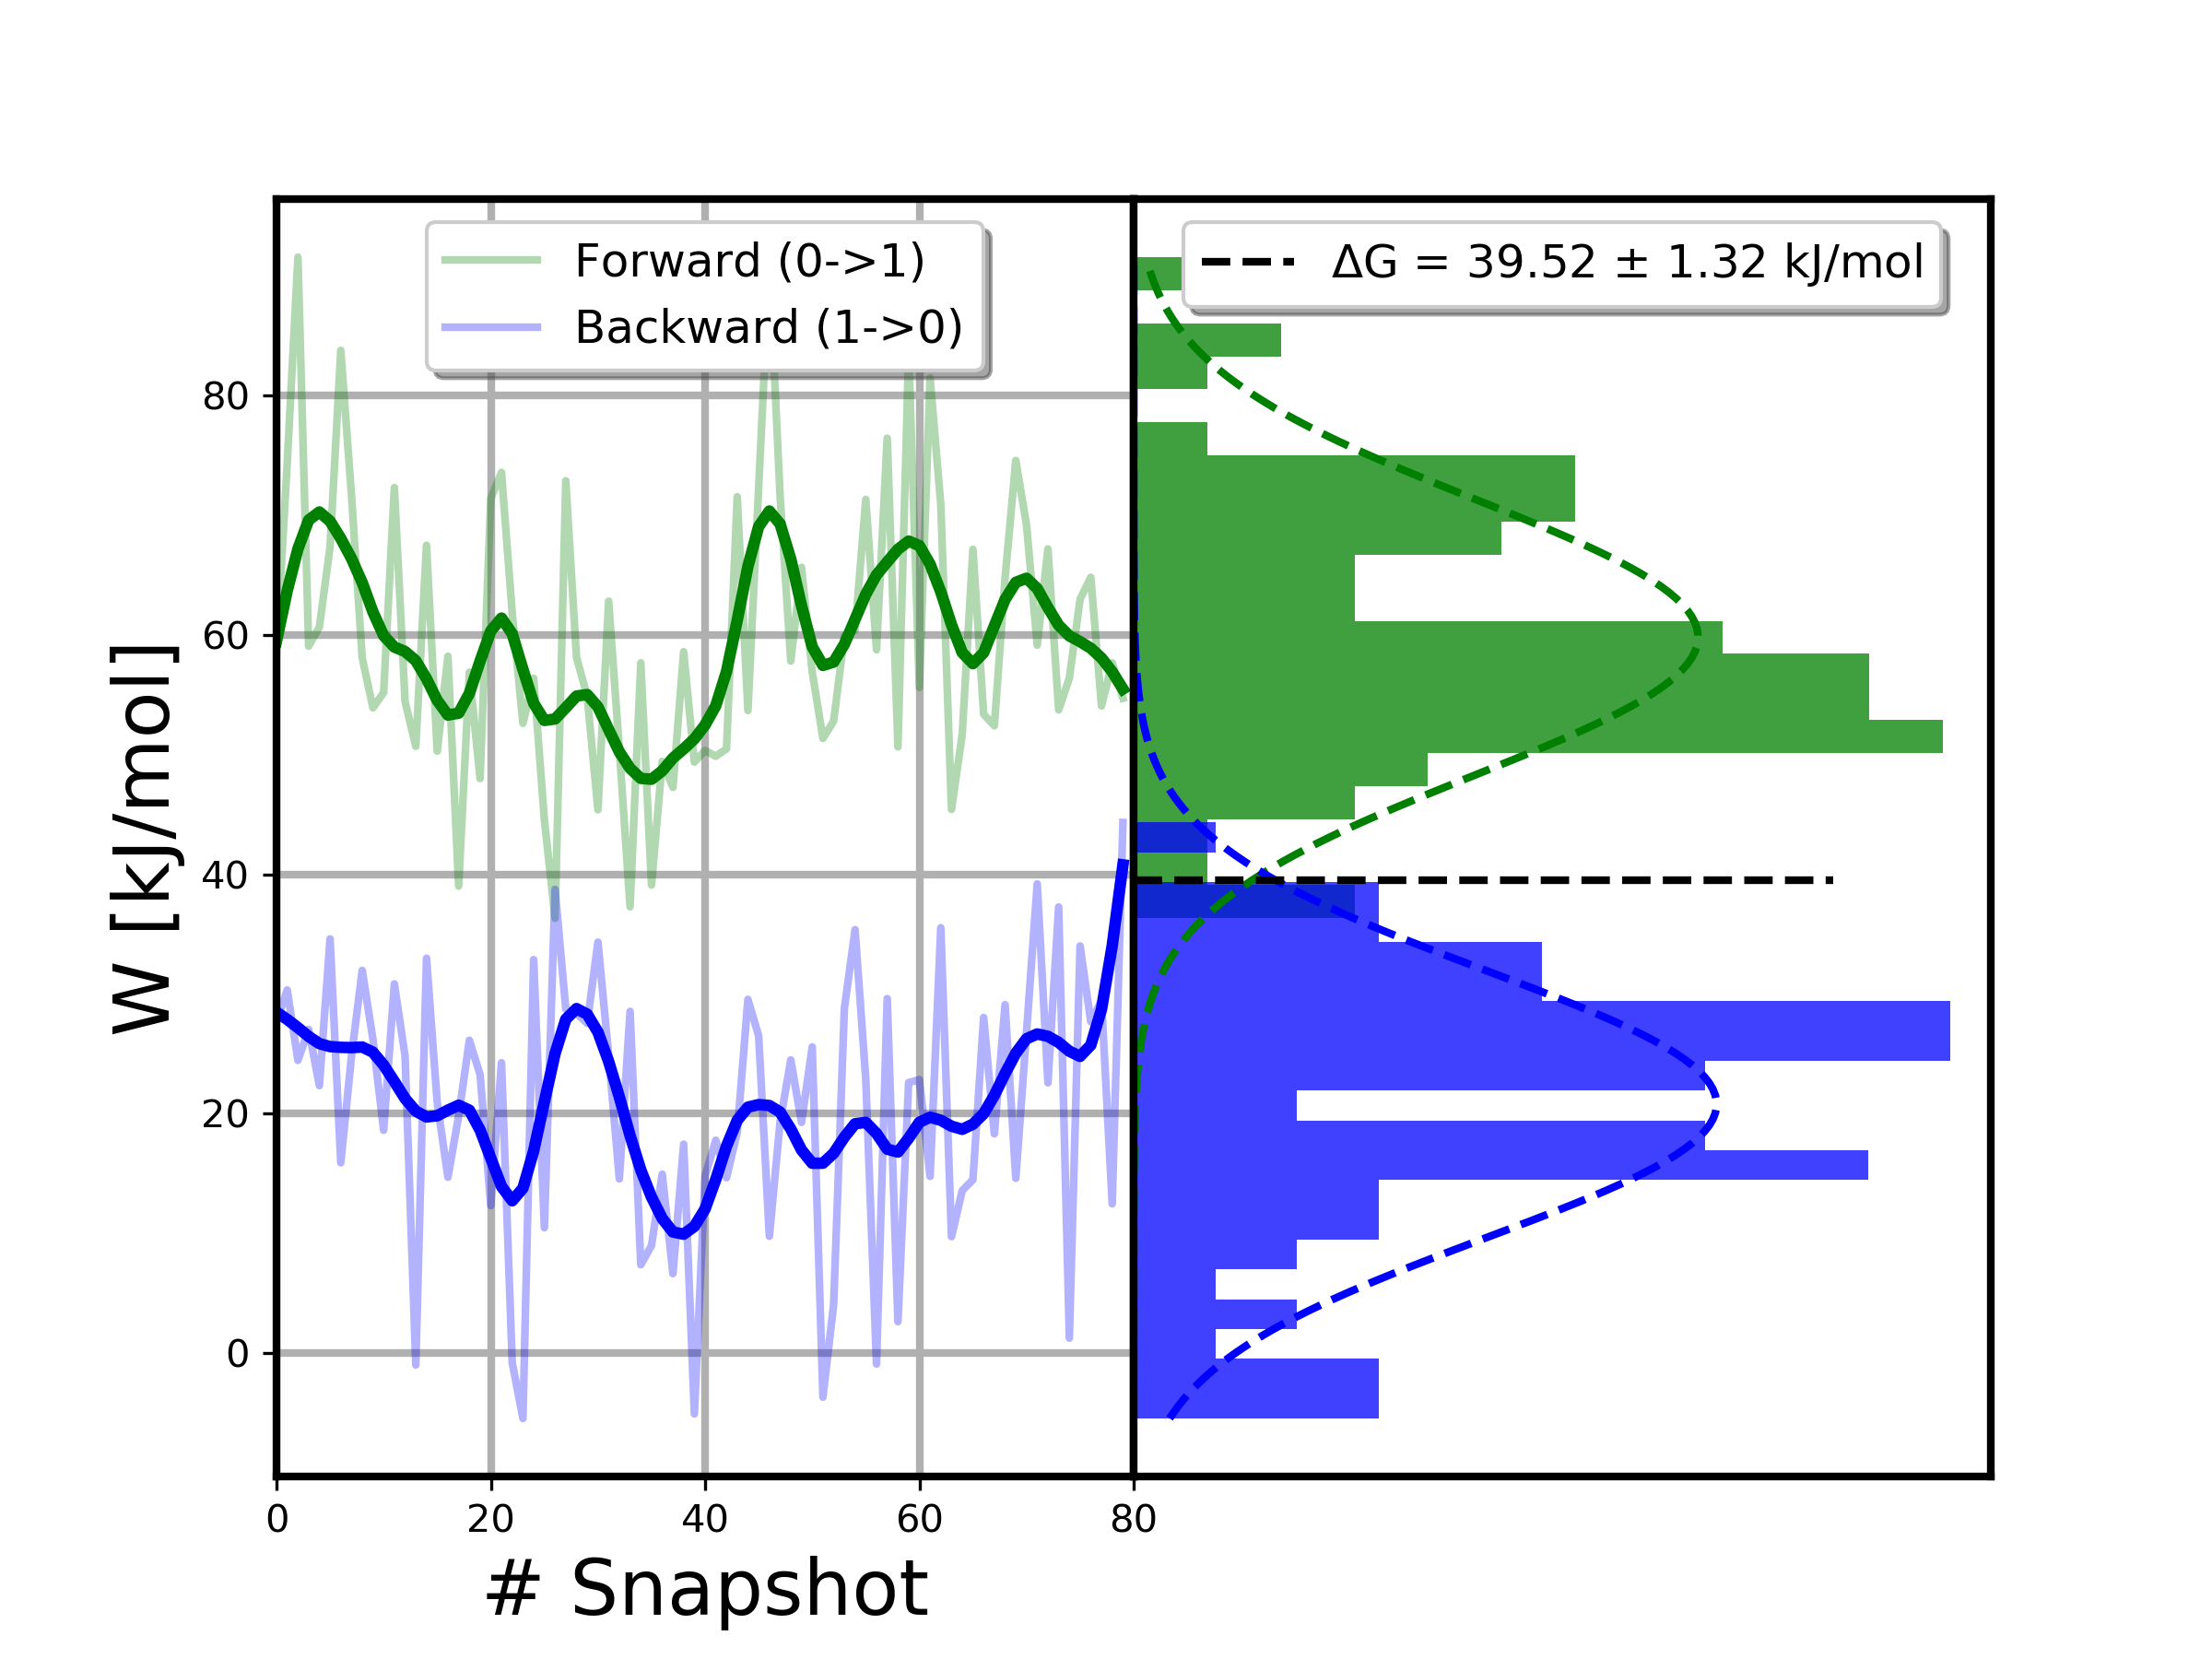 Forward (0->1)
Backward (1->0)
ΔG = 39.52 ± 1.32 kJ/mol
80
60
40
20
0
W [kJ/mol]
0 20 40 60 80
# Snapshot